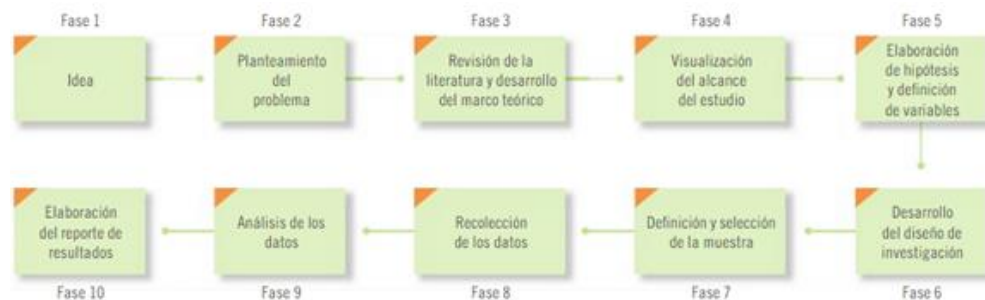 Fase 1
Fase 2
Fase 3
Fase 4
Fase 5
Idea
Planteamiento
del
problema
Revisión de la
literatura y desarrollo
del marco teórico
Visualización
del alcance
del estudio
Elaboración
de hipótesis
y definición
de variables
Desarrollo
del diseño de
investigación
Definición y selección
de la muestra
Recolección
de los datos
Análisis de los
datos
Elaboración
del reporte de
resultados
Fase 6
Fase 7
Fase 8
Fase 9
Fase 10